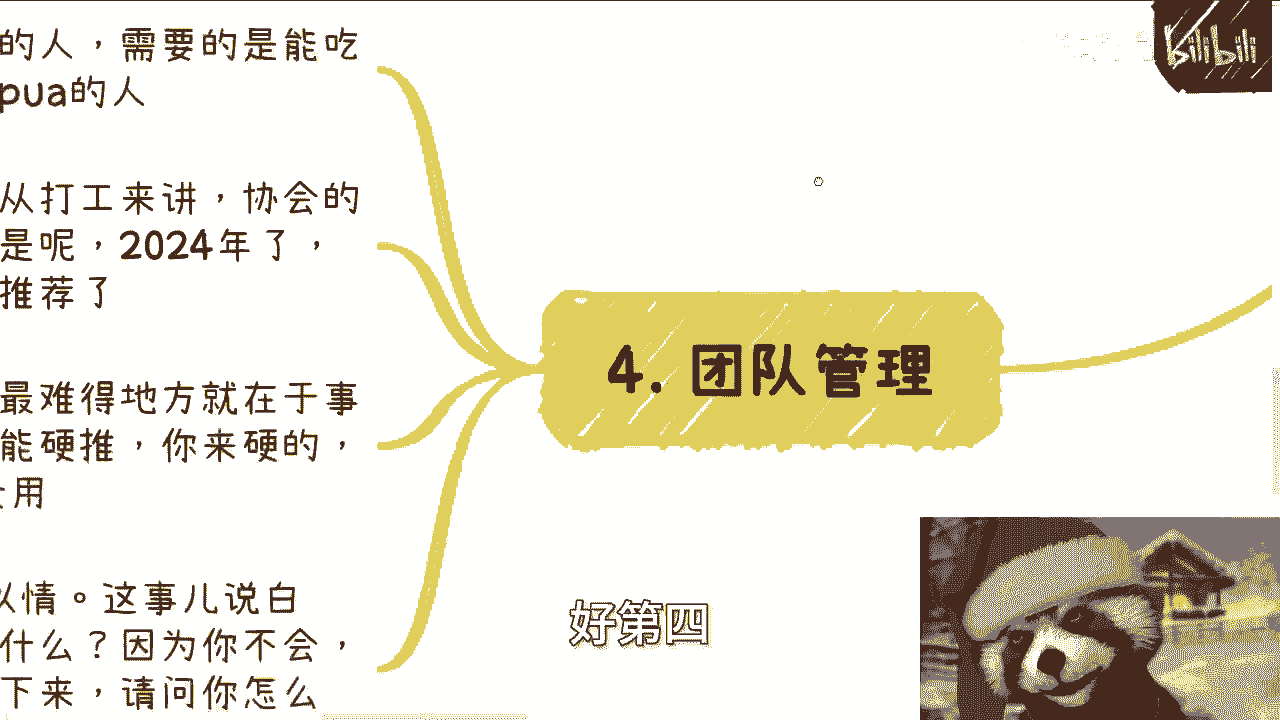 bilibili
的人，需要的是能吃
pua的人
从打工来讲，协会的
是呢，2024年了，
推荐了
最难得地方就在于事
能硬推，你来硬的，
用
以情。这事儿说白
什么？因为你不会，
下来，请问你怎么
4. 团队管理
好第四